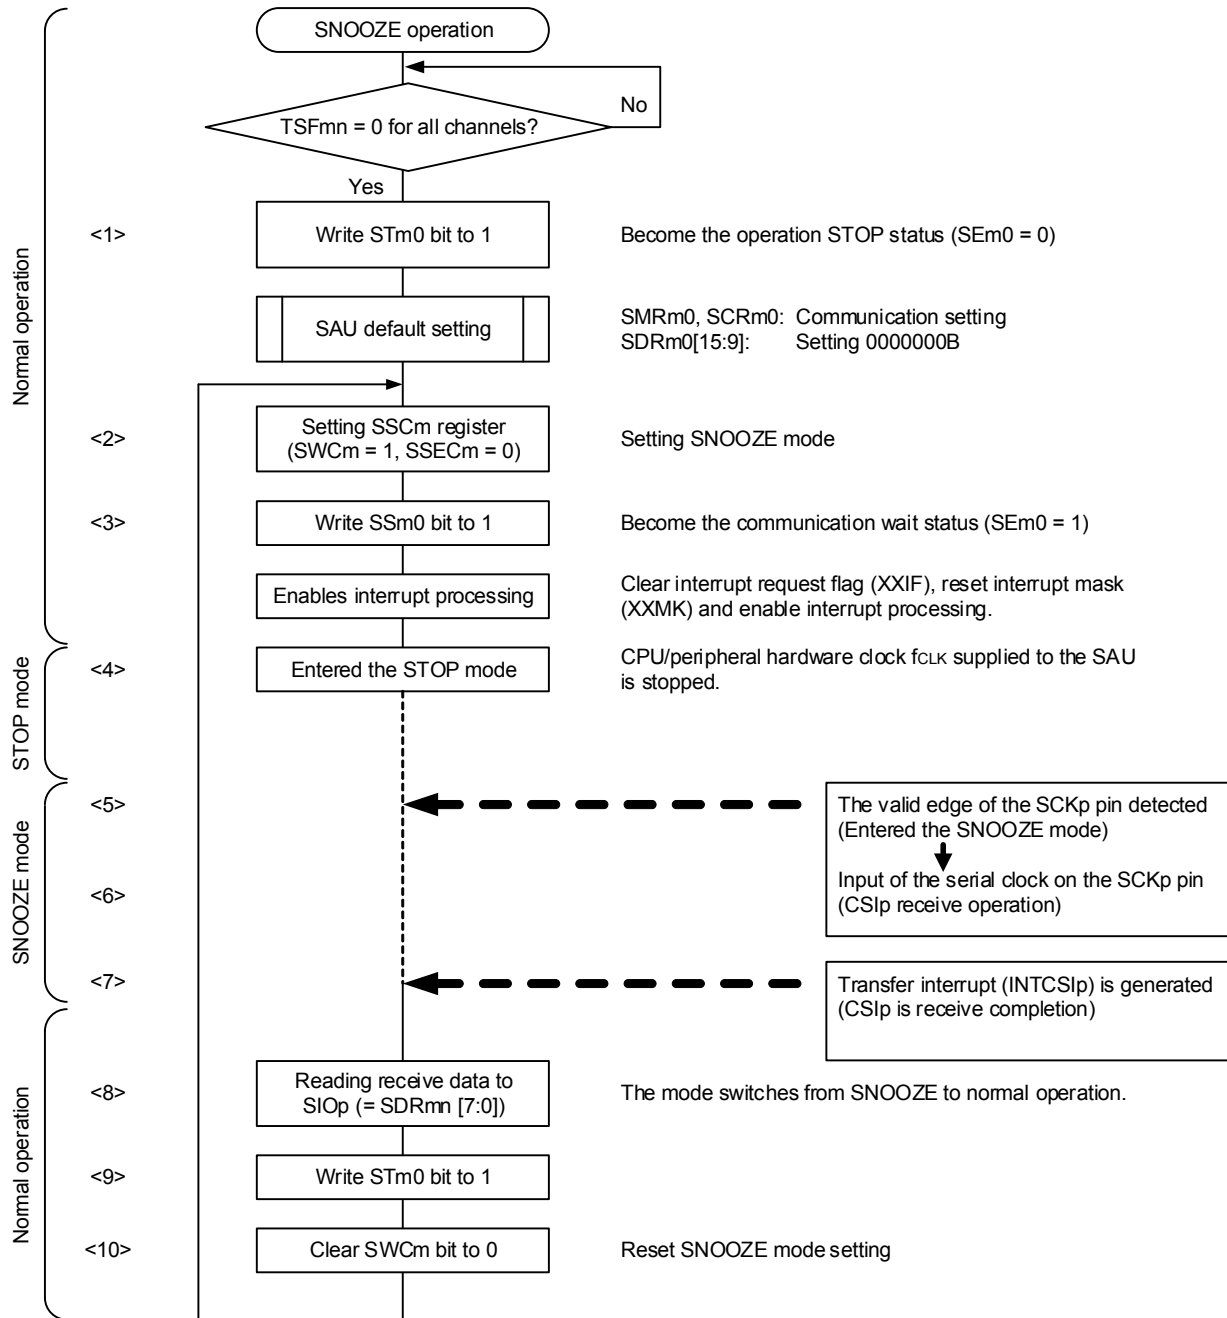 SNOOZE operation
No
TSFmn = 0 for all channels?
Yes
Normal operation
<1>
Write STm0 bit to 1
Become the operation STOP status (SEm0 = 0)
SAU default setting
SMRm0, SCRm0: Communication setting
SDRm0[15:9]: Setting 0000000B
<2>
Setting SSCm register
(SWCm = 1, SSECm = 0)
Setting SNOOZE mode
<3>
Write SSm0 bit to 1
Become the communication wait status (SEm0 = 1)
Enables interrupt processing
Clear interrupt request flag (XXIF), reset interrupt mask
(XXMK) and enable interrupt processing.
STOP mode
<4>
Entered the STOP mode
CPU/peripheral hardware clock fCLK supplied to the SAU
is stopped.
SNOOZE mode
<5>
The valid edge of the SCKp pin detected
(Entered the SNOOZE mode)
<6>
Input of the serial clock on the SCKp pin
(CSIp receive operation)
<7>
Transfer interrupt (INTCSIp) is generated
(CSIp is receive completion)
Normal operation
<8>
Reading receive data to
SIOp (= SDRmn [7:0])
The mode switches from SNOOZE to normal operation.
<9>
Write STm0 bit to 1
<10>
Clear SWCm bit to 0
Reset SNOOZE mode setting